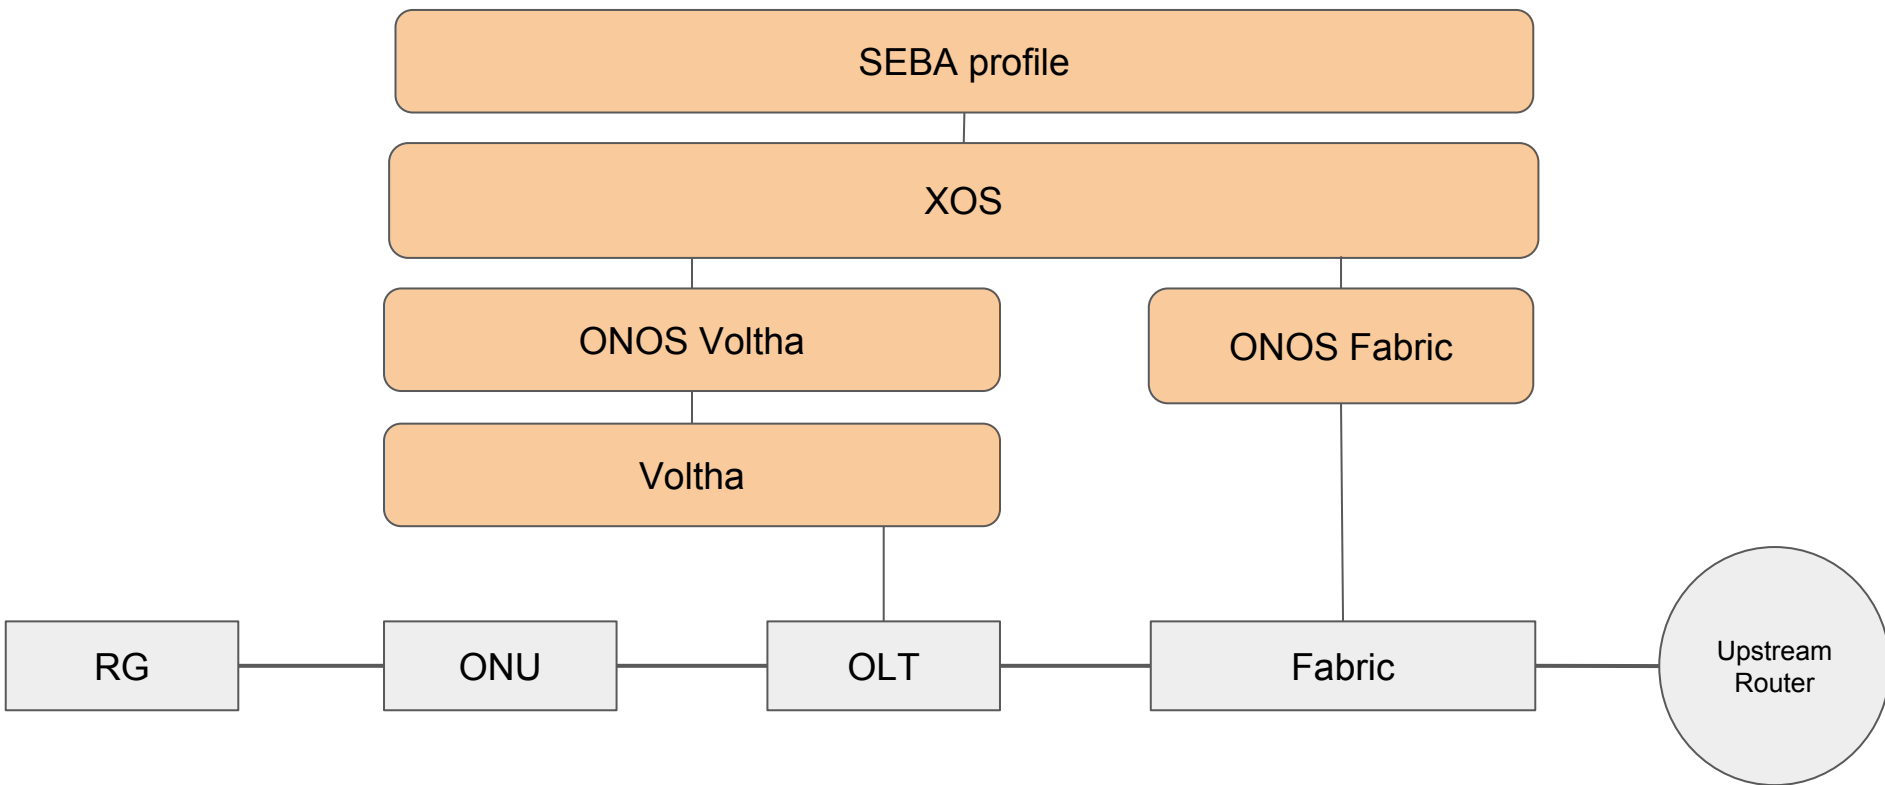 SEBA profile
XOS
ONOS Voltha
ONOS Fabric
Voltha
RG
ONU
OLT
Fabric
Upstream
Router